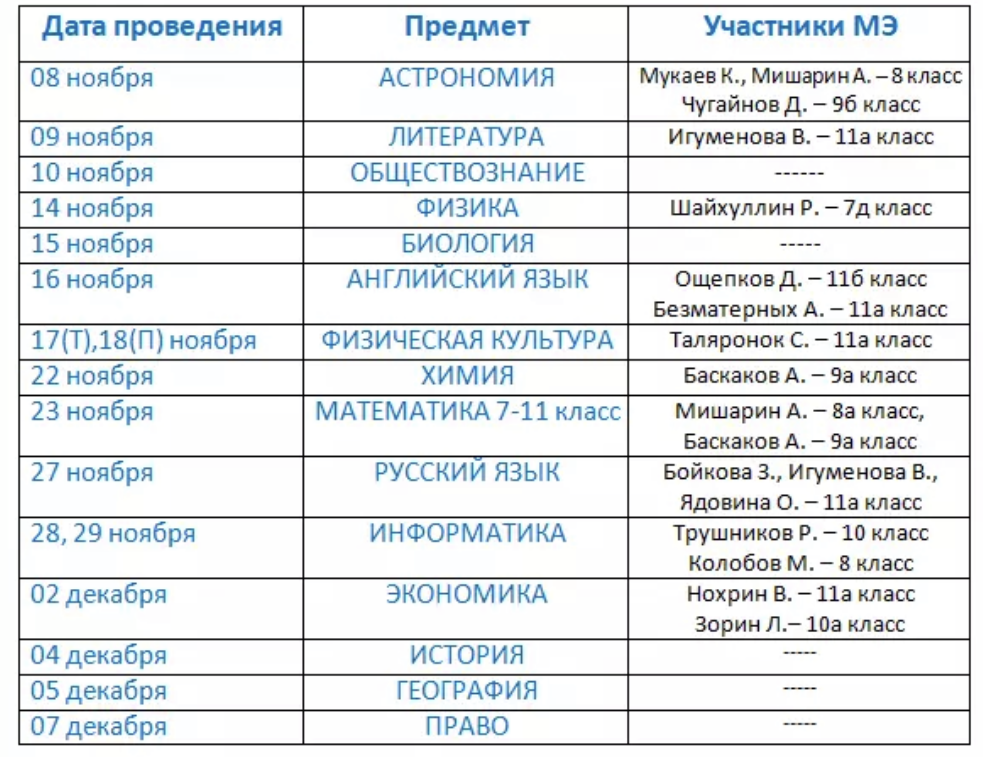 Дата проведения Предмет Участники МЭ
08 ноября АСТРОНОМИЯ Мукаев К., Мишарин А. – 8 класс
Чугайнов Д. – 9б класс
09 ноября ЛИТЕРАТУРА Игуменова В. – 11а класс
10 ноября ОБЩЕСТВОЗНАНИЕ ------
14 ноября ФИЗИКА Шайхуллин Р. – 7д класс
15 ноября БИОЛОГИЯ -----
16 ноября АНГЛИЙСКИЙ ЯЗЫК Ощепков Д. – 11б класс
Безматерных А. – 11а класс
17(Т),18(П) ноября ФИЗИЧЕСКАЯ КУЛЬТУРА Таляронок С. – 11а класс
22 ноября ХИМИЯ Баскаков А. – 9а класс
23 ноября МАТЕМАТИКА 7-11 класс Мишарин А. – 8а класс,
Баскаков А. – 9а класс
27 ноября РУССКИЙ ЯЗЫК Бойкова З., Игуменова В.,
Ядовина О. – 11а класс
28, 29 ноября ИНФОРМАТИКА Трушников Р. – 10 класс
Колобов М. – 8 класс
02 декабря ЭКОНОМИКА Нохрин В. – 11а класс
Зорин Л.– 10а класс
04 декабря ИСТОРИЯ -----
05 декабря ГЕОГРАФИЯ -----
07 декабря ПРАВО -----